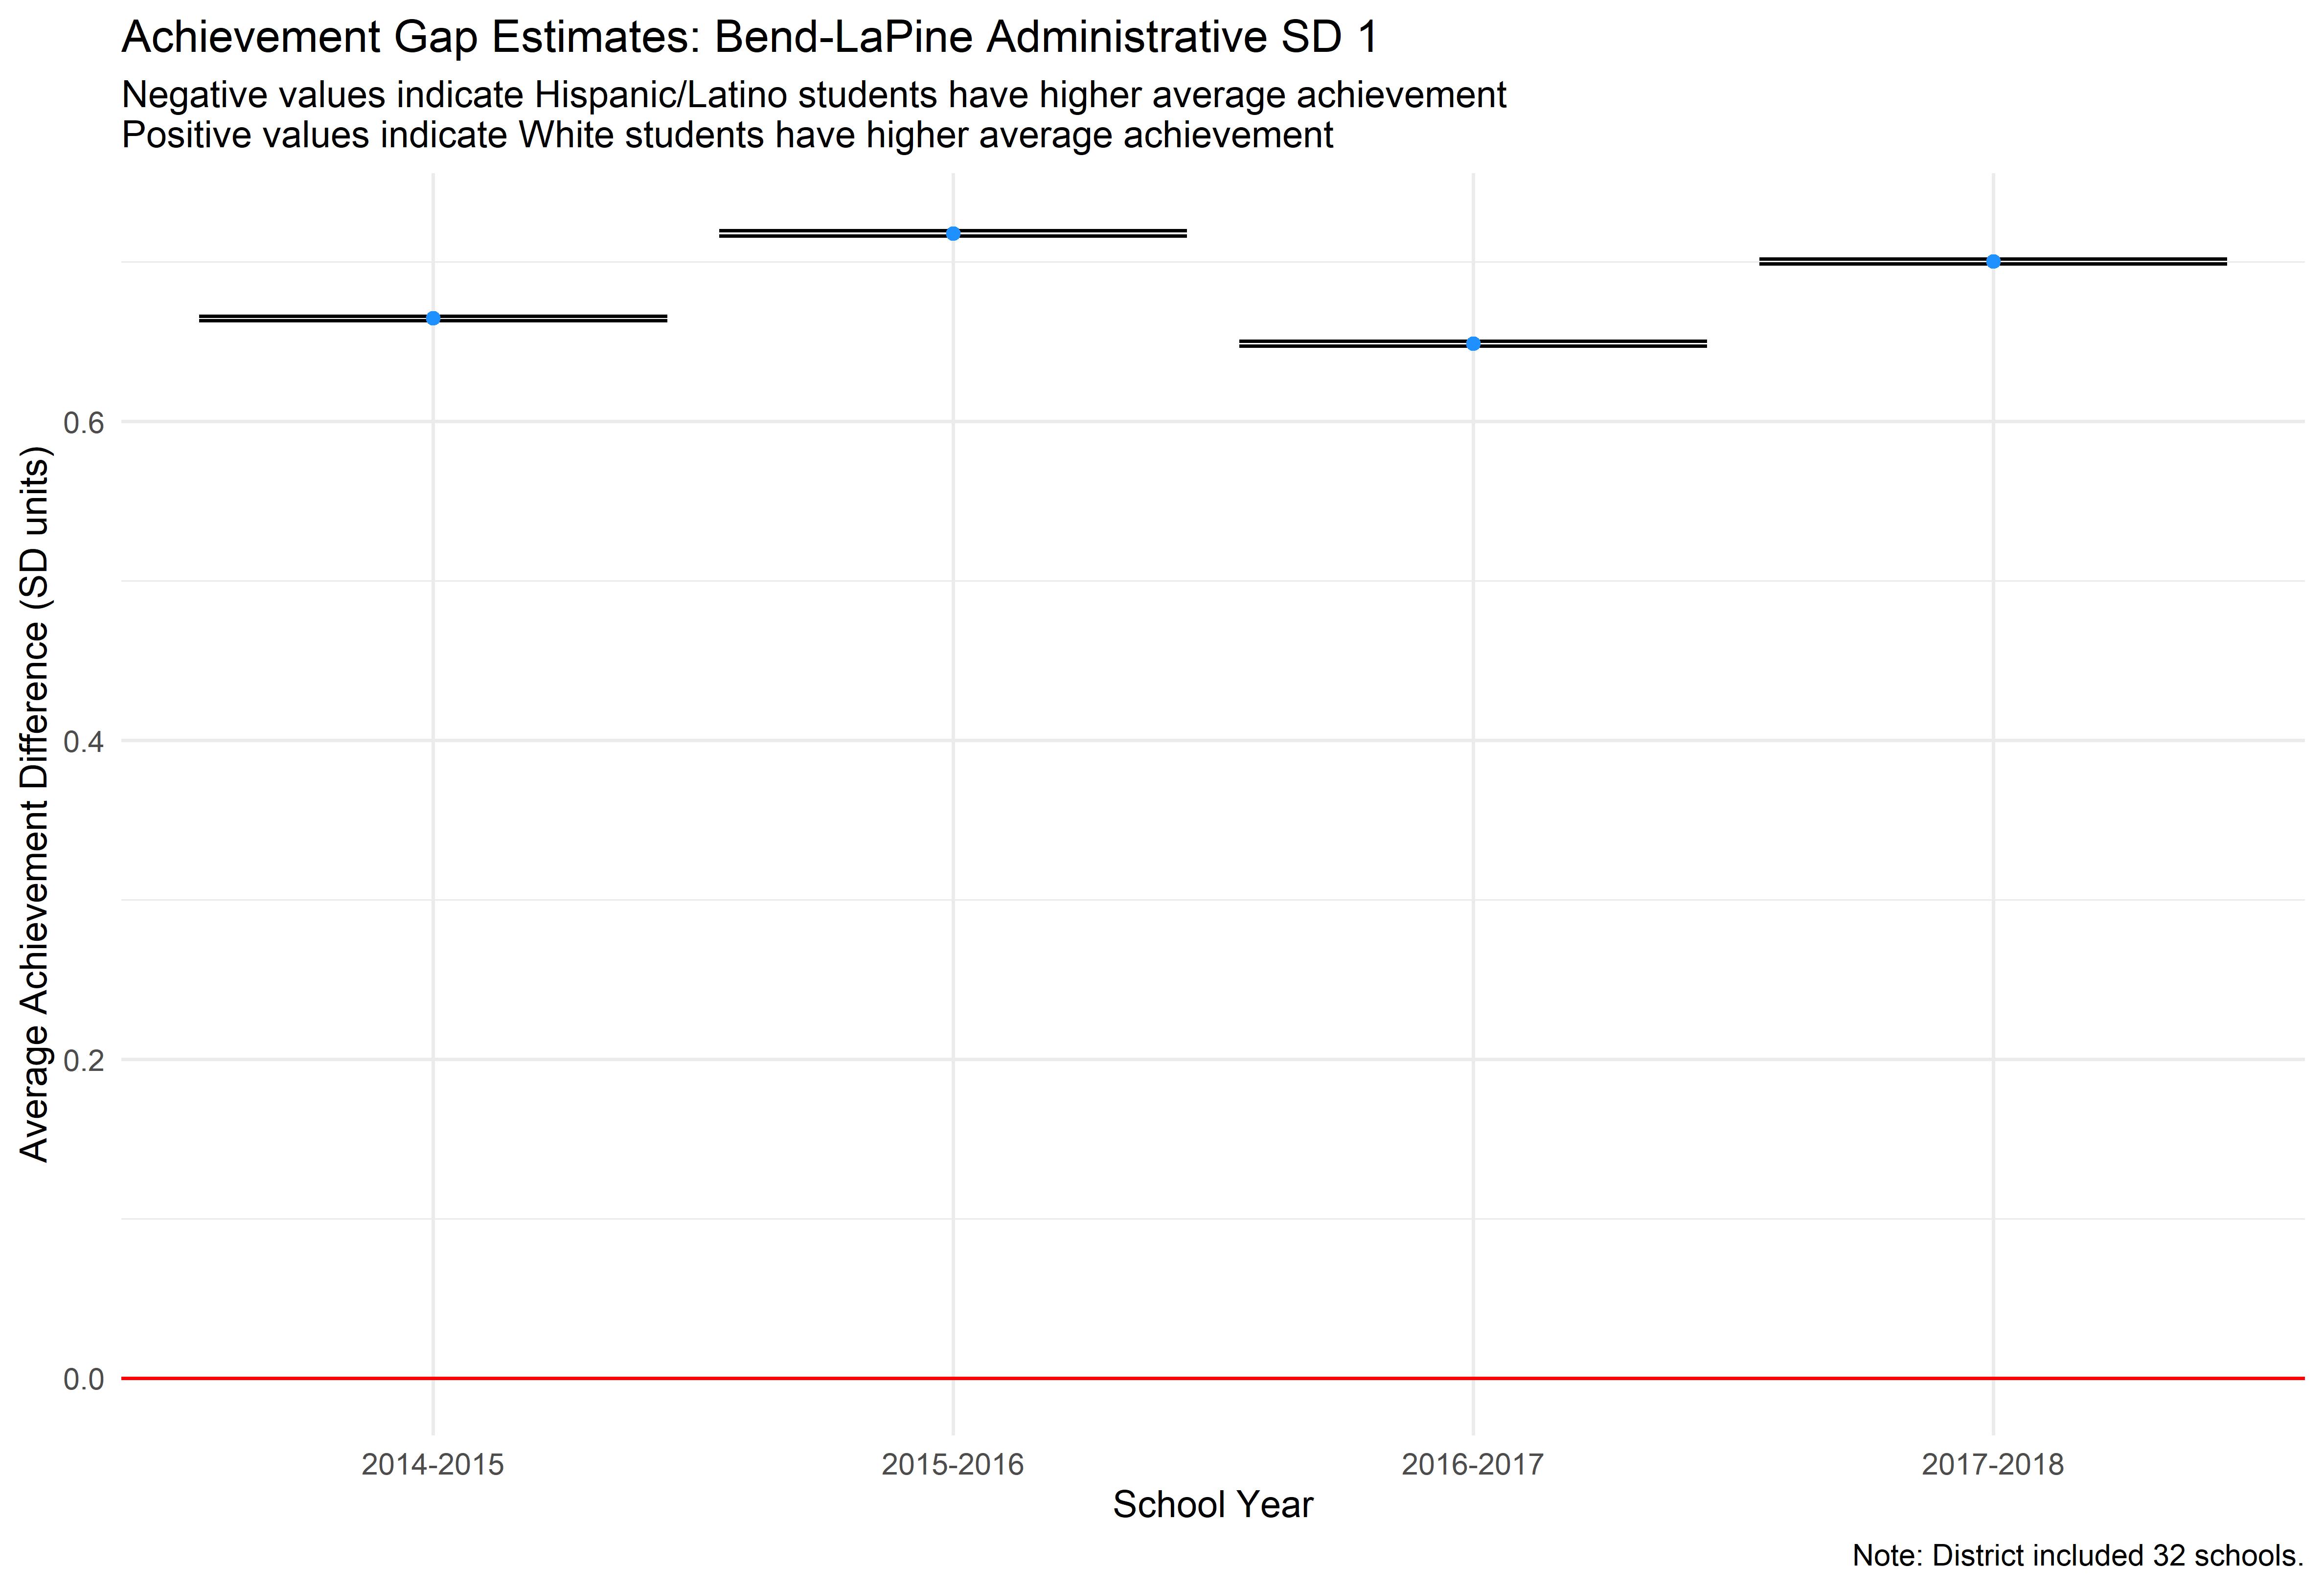 Achievement Gap Estimates: Bend-LaPine Administrative SD 1
Negative values indicate Hispanic/Latino students have higher average achievement
Positive values indicate White students have higher average achievement
Average Achievement Difference (SD units)
0.6
0.4
0.2
0.0
2014-2015
2015-2016
2016-2017
2017-2018
School Year
Note: District included 32 schools.